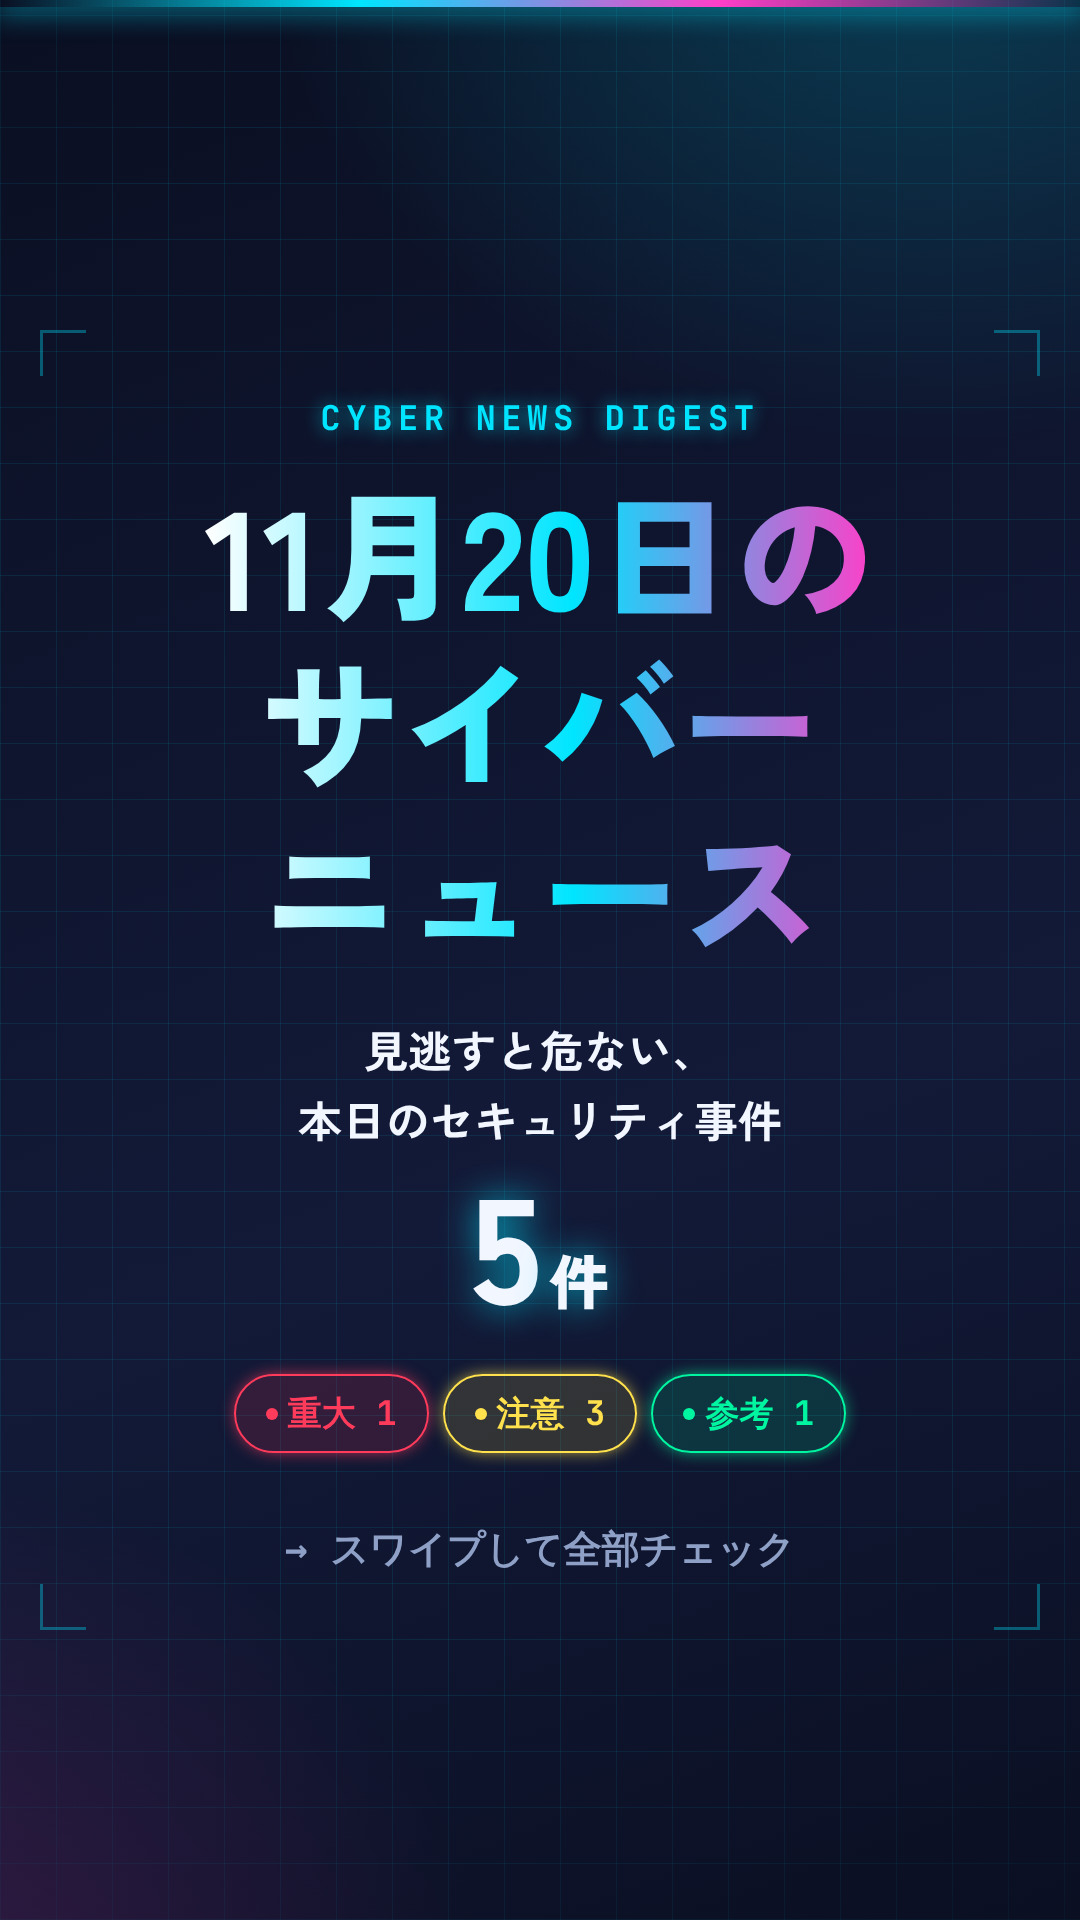 CYBER NEWS DIGEST
11月20日の
サイバー
ニュース
見逃すと危ない、
本日のセキュリティ事件
5件
重大 1
注意 3
参考 1
→ スワイプして全部チェック